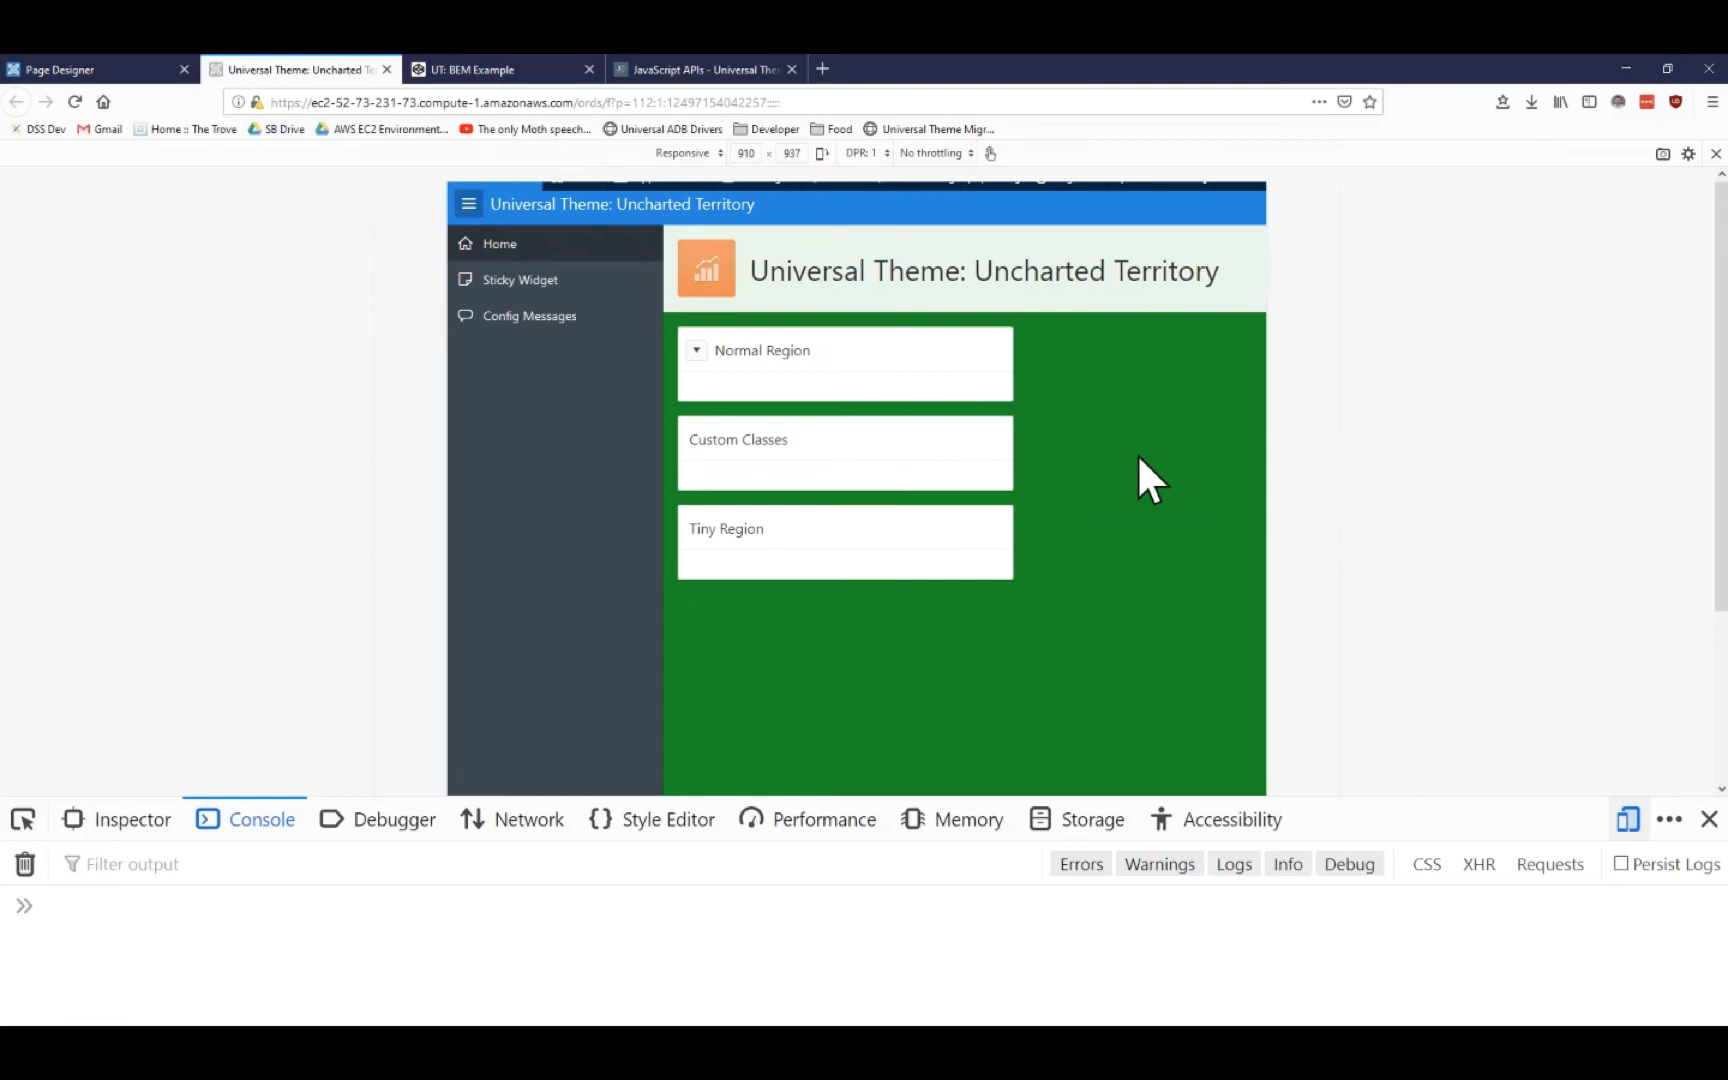 Page Designer
Universal Theme: Uncharted Te
UT: BEM Example
JavaScript APIs - Universal The
https://ec2-52-73-231-73.compute-1.amazonaws.com/ords/f?p=112:1:12497154042257:::::
DSS Dev
Gmail
Home :: The Trove
SB Drive
AWS EC2 Environment...
The only Moth speech...
Universal ADB Drivers
Developer
Food
Universal Theme Migr...
Responsive
910 × 937
DPR: 1
No throttling
Universal Theme: Uncharted Territory
Home
Sticky Widget
Config Messages
Universal Theme: Uncharted Territory
Normal Region
Custom Classes
Tiny Region
Inspector
Console
Debugger
Network
Style Editor
Performance
Memory
Storage
Accessibility
Filter output
Errors
Warnings
Logs
Info
Debug
CSS
XHR
Requests
Persist Logs